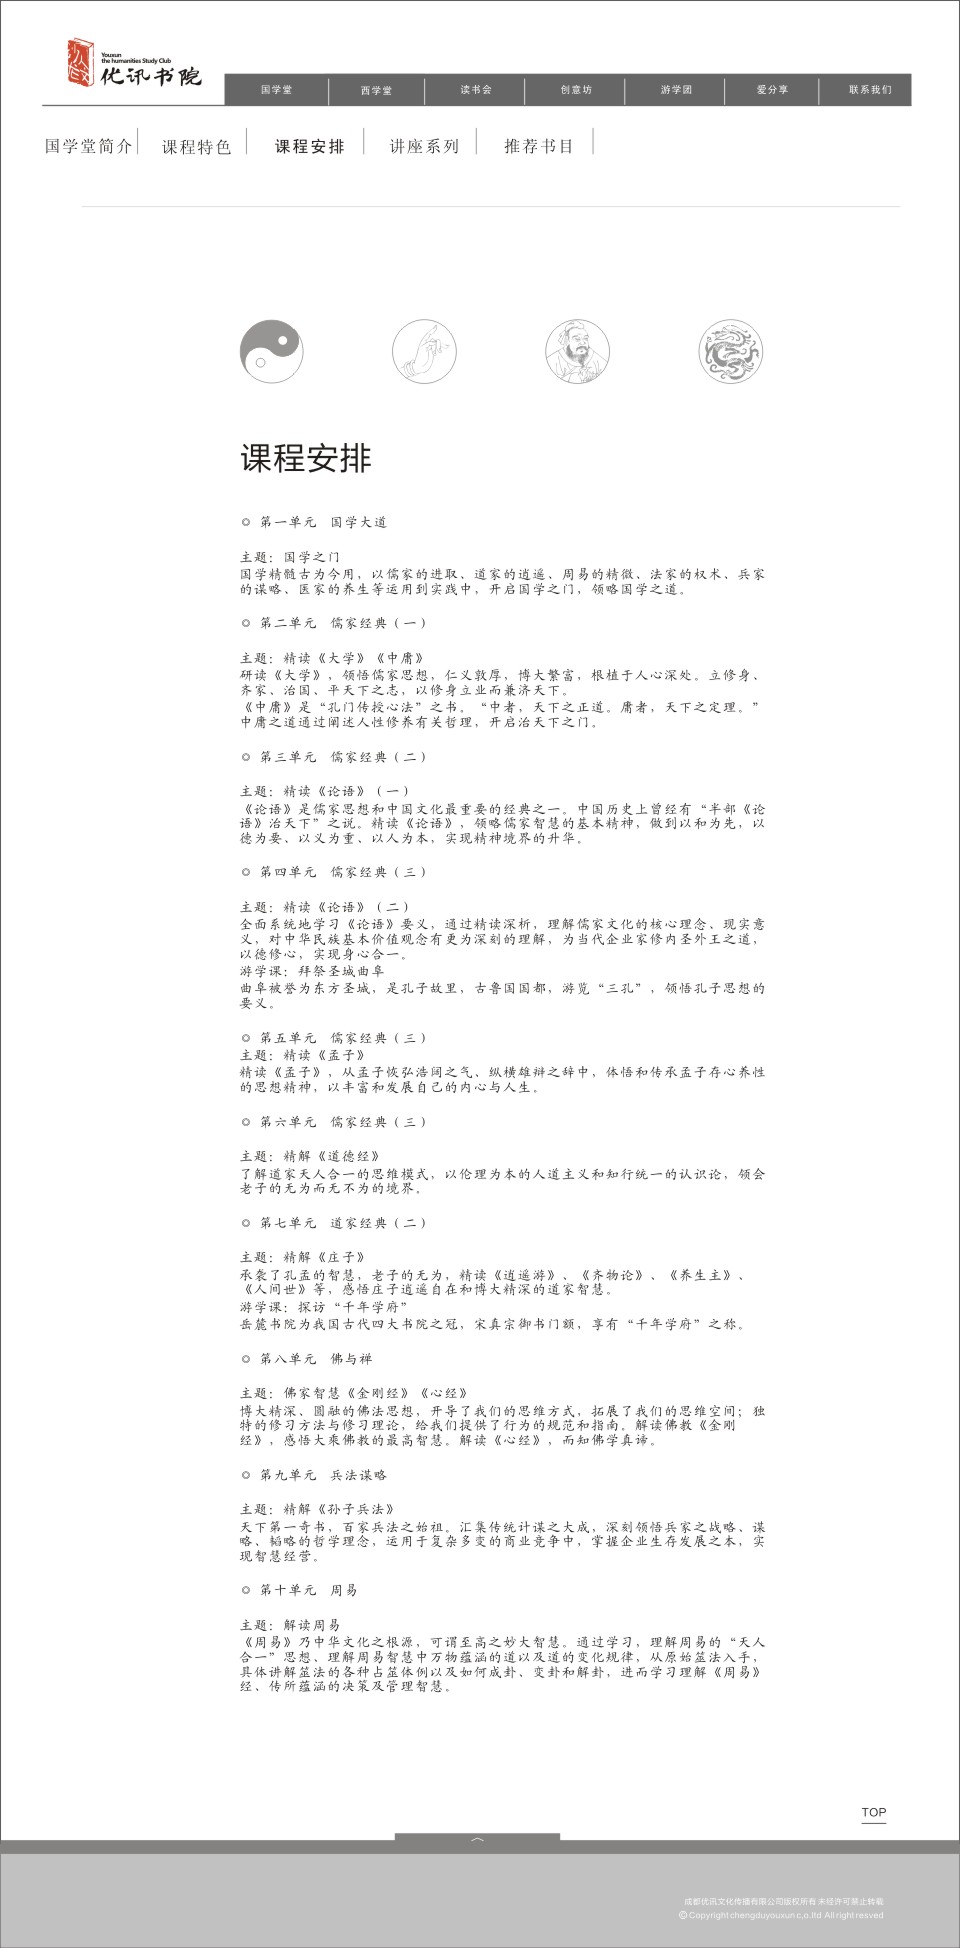 Youxun
the humanities Study Club
优讯书院
国学堂 西学堂 读书会 创意坊 游学团 爱分享 联系我们
国学堂简介 课程特色 课程安排 讲座系列 推荐书目
课程安排
◎ 第一单元 国学大道
主题：国学之门
国学精髓古为今用，以儒家的进取、道家的逍遥、周易的精微、法家的权术、兵家
的谋略、医家的养生等运用到实践中，开启国学之门，领略国学之道。
◎ 第二单元 儒家经典（一）
主题：精读《大学》《中庸》
研读《大学》，领悟儒家思想，仁义敦厚，博大繁富，根植于人心深处。立修身、
齐家、治国、平天下之志，以修身立业而兼济天下。
《中庸》是“孔门传授心法”之书。“中者，天下之正道。庸者，天下之定理。”
中庸之道通过阐述人性修养有关哲理，开启治天下之门。
◎ 第三单元 儒家经典（二）
主题：精读《论语》（一）
《论语》是儒家思想和中国文化最重要的经典之一。中国历史上曾经有“半部《论
语》治天下”之说。精读《论语》，领略儒家智慧的基本精神，做到以和为先，以
德为要、以义为重、以人为本，实现精神境界的升华。
◎ 第四单元 儒家经典（三）
主题：精读《论语》（二）
全面系统地学习《论语》要义，通过精读深析，理解儒家文化的核心理念、现实意
义，对中华民族基本价值观念有更为深刻的理解，为当代企业家修内圣外王之道，
以德修心，实现身心合一。
游学课：拜祭圣城曲阜
曲阜被誉为东方圣城，是孔子故里，古鲁国国都，游览“三孔”，领悟孔子思想的
要义。
◎ 第五单元 儒家经典（三）
主题：精读《孟子》
精读《孟子》，从孟子恢弘浩阔之气、纵横雄辩之辞中，体悟和传承孟子存心养性
的思想精神，以丰富和发展自己的内心与人生。
◎ 第六单元 儒家经典（三）
主题：精解《道德经》
了解道家天人合一的思维模式，以伦理为本的人道主义和知行统一的认识论，领会
老子的无为而无不为的境界。
◎ 第七单元 道家经典（二）
主题：精解《庄子》
承袭了孔孟的智慧，老子的无为，精读《逍遥游》、《齐物论》、《养生主》、
《人间世》等，感悟庄子逍遥自在和博大精深的道家智慧。
游学课：探访“千年学府”
岳麓书院为我国古代四大书院之冠，宋真宗御书门额，享有“千年学府”之称。
◎ 第八单元 佛与禅
主题：佛家智慧《金刚经》《心经》
博大精深、圆融的佛法思想，开导了我们的思维方式，拓展了我们的思维空间；独
特的修习方法与修习理论，给我们提供了行为的规范和指南。解读佛教《金刚
经》，感悟大乘佛教的最高智慧。解读《心经》，而知佛学真谛。
◎ 第九单元 兵法谋略
主题：精解《孙子兵法》
天下第一奇书，百家兵法之始祖。汇集传统计谋之大成，深刻领悟兵家之战略、谋
略、韬略的哲学理念，运用于复杂多变的商业竞争中，掌握企业生存发展之本，实
现智慧经营。
◎ 第十单元 周易
主题：解读周易
《周易》乃中华文化之根源，可谓至高之妙大智慧。通过学习，理解周易的“天人
合一”思想、理解周易智慧中万物蕴涵的道以及道的变化规律，从原始筮法入手，
具体讲解筮法的各种占筮体例以及如何成卦、变卦和解卦，进而学习理解《周易》
经、传所蕴涵的决策及管理智慧。
TOP
成都优讯文化传播有限公司版权所有 未经许可禁止转载
© Copyright chengduyouxun c,o.ltd All right resved